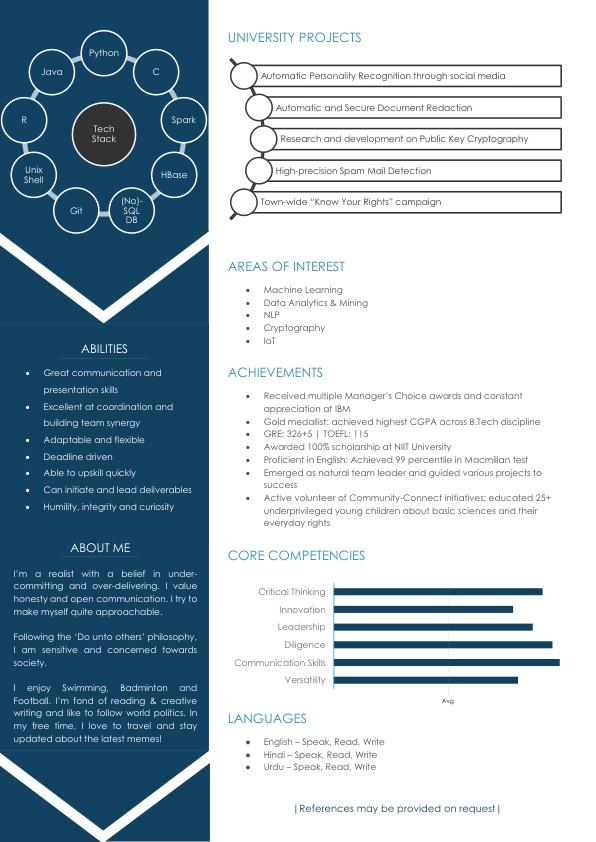 Python
Java
C
R
Tech
Stack
Spark
Unix
Shell
HBase
Git
(No)-
SQL
DB
ABILITIES
• Great communication and
presentation skills
• Excellent at coordination and
building team synergy
• Adaptable and flexible
• Deadline driven
• Able to upskill quickly
• Can initiate and lead deliverables
• Humility, integrity and curiosity
ABOUT ME
I'm a realist with a belief in under-
committing and over-delivering. I value
honesty and open communication. I try to
make myself quite approachable.
Following the 'Do unto others' philosophy,
I am sensitive and concerned towards
society.
I enjoy Swimming, Badminton and
Football. I'm fond of reading & creative
writing and like to follow world politics. In
my free time, I love to travel and stay
updated about the latest memes!
UNIVERSITY PROJECTS
Automatic Personality Recognition through social media
Automatic and Secure Document Redaction
Research and development on Public Key Cryptography
High-precision Spam Mail Detection
Town-wide "Know Your Rights" campaign
AREAS OF INTEREST
• Machine Learning
• Data Analytics & Mining
• NLP
• Cryptography
• IoT
ACHIEVEMENTS
• Received multiple Manager's Choice awards and constant
appreciation at IBM
• Gold medallist: achieved highest CGPA across B.Tech discipline
• GRE: 326+5 | TOEFL: 115
• Awarded 100% scholarship at NIIT University
• Proficient in English: Achieved 99 percentile in Macmillan test
• Emerged as natural team leader and guided various projects to
success
• Active volunteer of Community-Connect initiatives; educated 25+
underprivileged young children about basic sciences and their
everyday rights
CORE COMPETENCIES
Critical Thinking
Innovation
Leadership
Diligence
Communication Skills
Versatility
Avg
LANGUAGES
• English – Speak, Read, Write
• Hindi – Speak, Read, Write
• Urdu – Speak, Read, Write
|References may be provided on request|